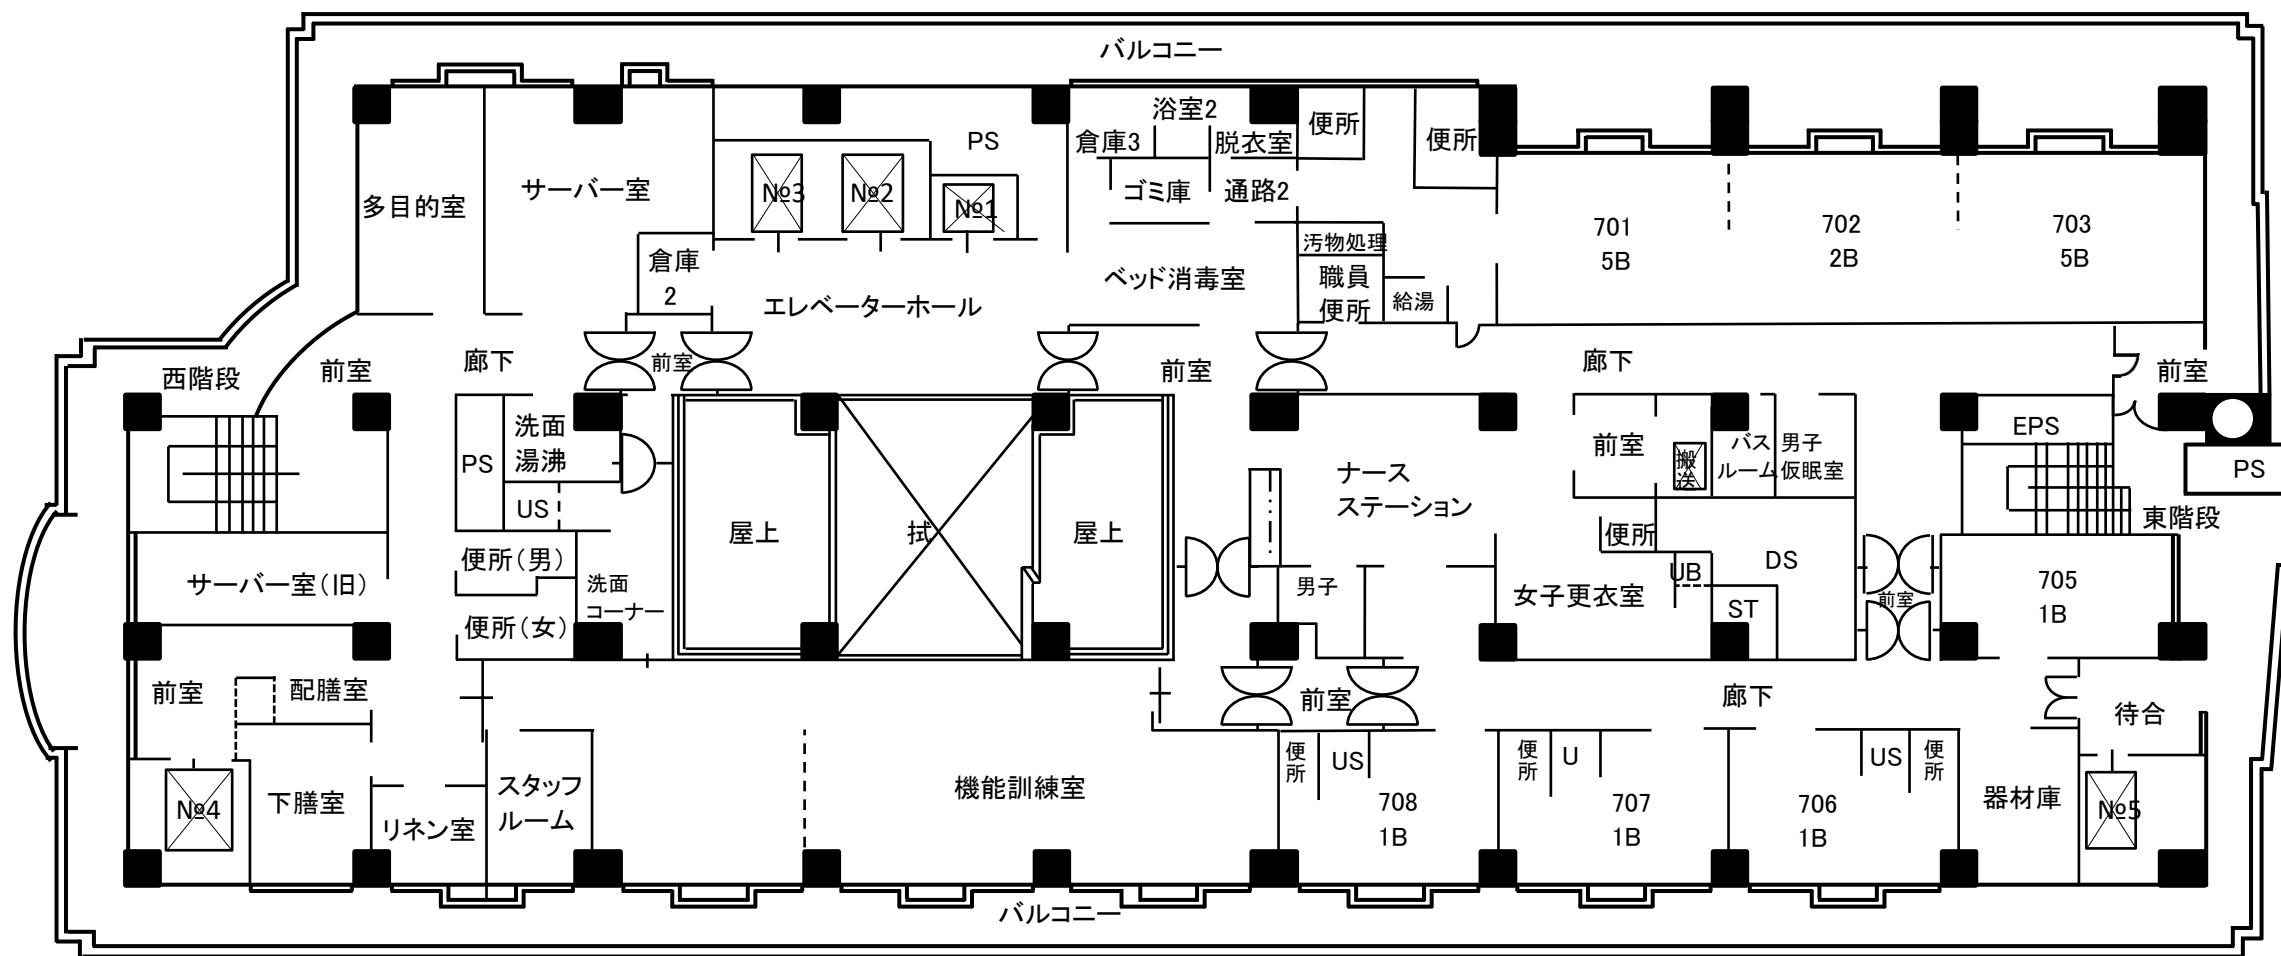 バルコニー
浴室2
便所
倉庫3
脱衣室
便所
PS
サーバー室
多目的室
№3
№2
№1
ゴミ庫
通路2
701
5B
702
2B
703
5B
汚物処理
倉庫
2
エレベーターホール
ベッド消毒室
職員
便所
給湯
西階段
前室
廊下
前室
前室
廊下
前室
PS
洗面
湯沸
US
ナース
ステーション
前室
搬送
バス
ルーム
男子
仮眠室
EPS
PS
屋上
拭
屋上
東階段
サーバー室(旧)
便所(男)
便所(女)
洗面
コーナー
男子
便所
女子更衣室
UB
DS
ST
前室
705
1B
前室
配膳室
前室
廊下
待合
№4
下膳室
リネン室
スタッフ
ルーム
機能訓練室
便所
US
708
1B
便所
U
707
1B
US
便所
706
1B
器材庫
№5
バルコニー